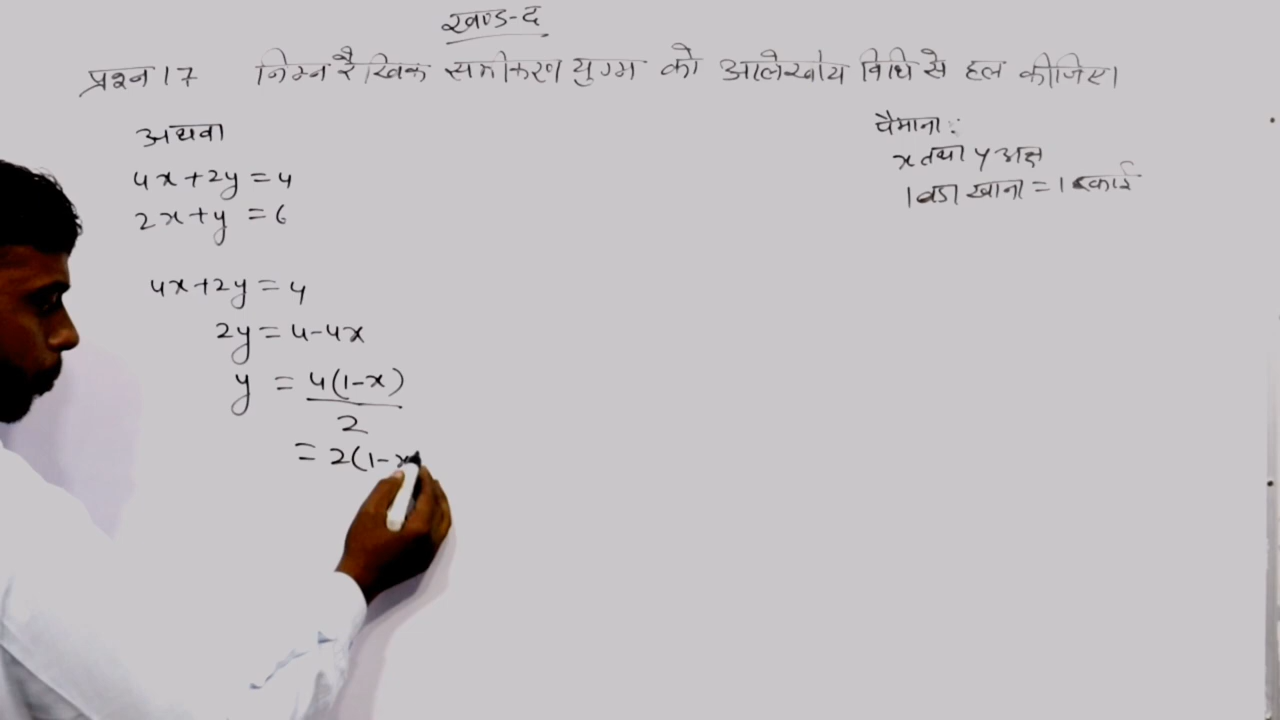 खण्ड-द
प्रश्न 17 निम्न रैखिक समीकरण युग्म को आलेखीय विधि से हल कीजिए।
अथवा
4x+2y=4
2x+y=6
4x+2y=4
2y=4-4x
y = 4(1-x)
2
= 2(1-x
पैमाना:
x तथा y अक्ष
1 बडा खाना = 1 इकाई